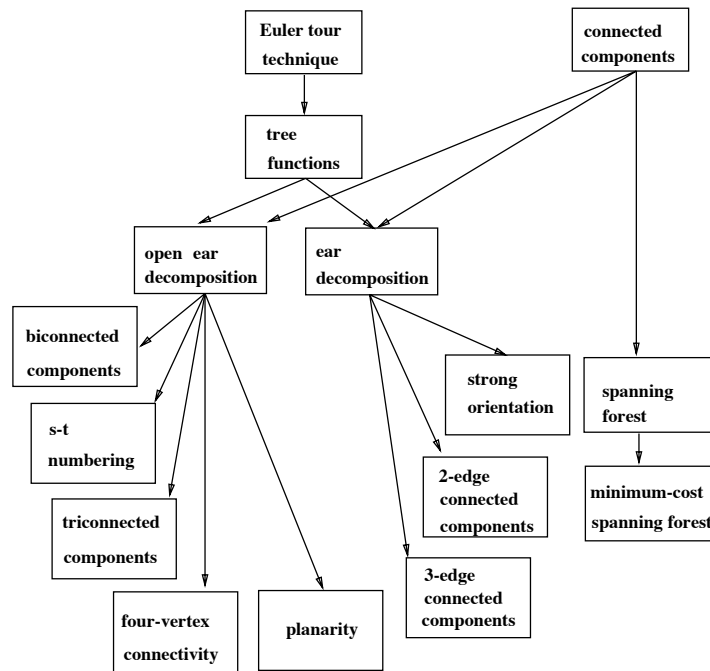 Euler tour
technique
connected
components
tree
functions
open ear
decomposition
ear
decomposition
biconnected
components
strong
orientation
spanning
forest
s-t
numbering
2-edge
connected
components
minimum-cost
spanning forest
triconnected
components
3-edge
connected
components
four-vertex
connectivity
planarity